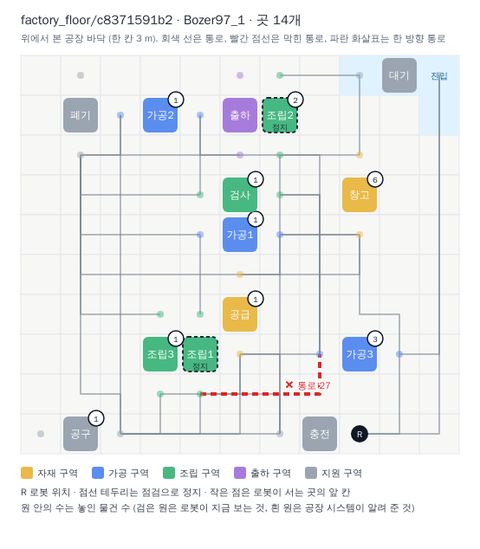 factory_floor/c8371591b2 · Bozer97_1 · 곳 14개
위에서 본 공장 바닥 (한 칸 3 m). 회색 선은 통로, 빨간 점선은 막힌 통로, 파란 화살표는 한 방향 통로
대기
진입
폐기
가공2
1
출하
조립2
2
정지
검사
1
창고
6
가공1
1
공급
1
조립3
1
조립1
정지
가공3
3
✕ 통로27
공구
1
충전
R
자재 구역
가공 구역
조립 구역
출하 구역
지원 구역
R 로봇 위치 · 점선 테두리는 점검으로 정지 · 작은 점은 로봇이 서는 곳의 앞 칸
원 안의 수는 놓인 물건 수 (검은 원은 로봇이 지금 보는 것, 흰 원은 공장 시스템이 알려 준 것)